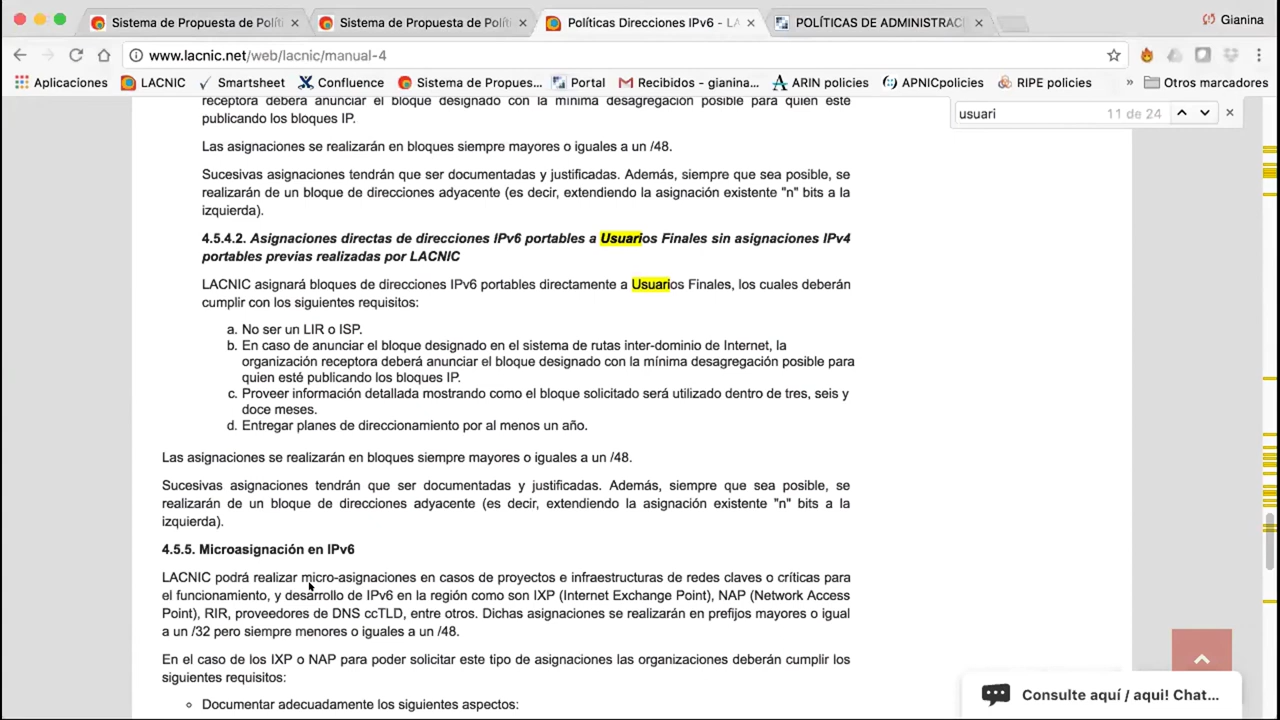 Sistema de Propuesta de Políti
Sistema de Propuesta de Políti
Políticas Direcciones IPv6 - LA
POLÍTICAS DE ADMINISTRAC
Gianina
www.lacnic.net/web/lacnic/manual-4
Aplicaciones
LACNIC
Smartsheet
Confluence
Sistema de Propues...
Portal
Recibidos - gianina...
ARIN policies
APNICpolicies
RIPE policies
»
Otros marcadores
usuari
11 de 24
receptora deberá anunciar el bloque designado con la mínima desagregación posible para quien esté
publicando los bloques IP.
Las asignaciones se realizarán en bloques siempre mayores o iguales a un /48.
Sucesivas asignaciones tendrán que ser documentadas y justificadas. Además, siempre que sea posible, se
realizarán de un bloque de direcciones adyacente (es decir, extendiendo la asignación existente "n" bits a la
izquierda).
4.5.4.2. Asignaciones directas de direcciones IPv6 portables a Usuarios Finales sin asignaciones IPv4
portables previas realizadas por LACNIC
LACNIC asignará bloques de direcciones IPv6 portables directamente a Usuarios Finales, los cuales deberán
cumplir con los siguientes requisitos:
a. No ser un LIR o ISP.
b. En caso de anunciar el bloque designado en el sistema de rutas inter-dominio de Internet, la
organización receptora deberá anunciar el bloque designado con la mínima desagregación posible para
quien esté publicando los bloques IP.
c. Proveer información detallada mostrando como el bloque solicitado será utilizado dentro de tres, seis y
doce meses.
d. Entregar planes de direccionamiento por al menos un año.
Las asignaciones se realizarán en bloques siempre mayores o iguales a un /48.
Sucesivas asignaciones tendrán que ser documentadas y justificadas. Además, siempre que sea posible, se
realizarán de un bloque de direcciones adyacente (es decir, extendiendo la asignación existente "n" bits a la
izquierda).
4.5.5. Microasignación en IPv6
LACNIC podrá realizar micro-asignaciones en casos de proyectos e infraestructuras de redes claves o críticas para
el funcionamiento, y desarrollo de IPv6 en la región como son IXP (Internet Exchange Point), NAP (Network Access
Point), RIR, proveedores de DNS ccTLD, entre otros. Dichas asignaciones se realizarán en prefijos mayores o igual
a un /32 pero siempre menores o iguales a un /48.
En el caso de los IXP o NAP para poder solicitar este tipo de asignaciones las organizaciones deberán cumplir los
siguientes requisitos:
Documentar adecuadamente los siguientes aspectos:
Consulte aquí / aqui! Chat...